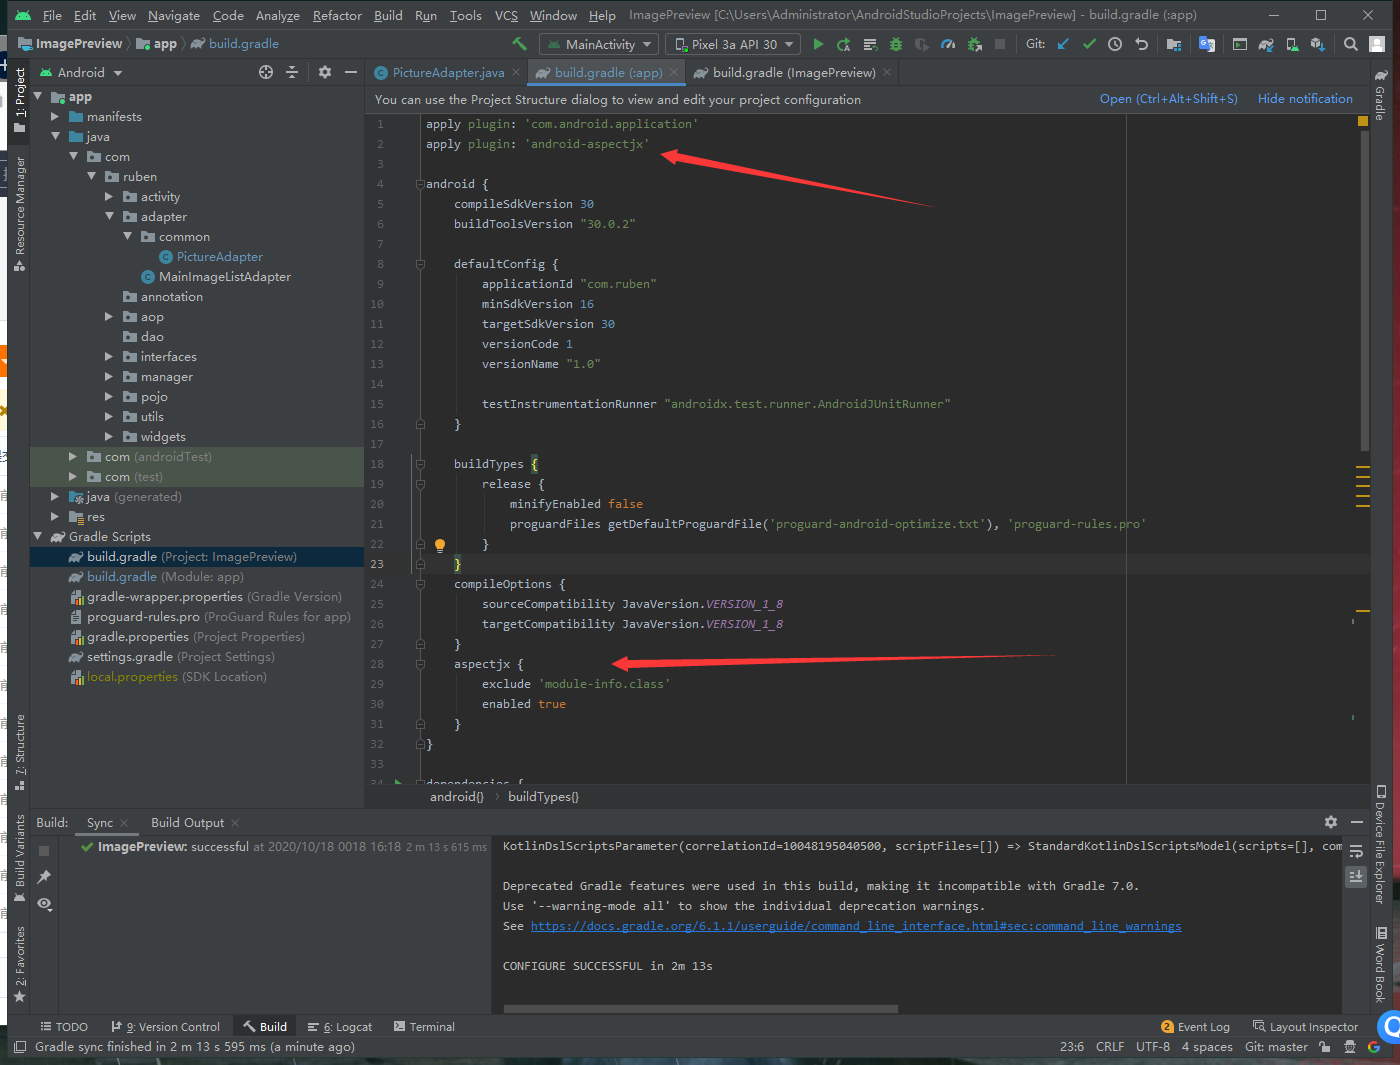 File Edit View Navigate Code Analyze Refactor Build Run Tools VCS Window Help ImagePreview [C:\Users\Administrator\AndroidStudioProjects\ImagePreview] - build.gradle (:app)
ImagePreview app build.gradle MainActivity Pixel 3a API 30 Git:
Android
PictureAdapter.java build.gradle (:app) build.gradle (ImagePreview)
You can use the Project Structure dialog to view and edit your project configuration Open (Ctrl+Alt+Shift+S) Hide notification
1: Project
Resource Manager
7: Structure
Build Variants
2: Favorites
app
manifests
java
com
ruben
activity
adapter
common
PictureAdapter
MainImageListAdapter
annotation
aop
dao
interfaces
manager
pojo
utils
widgets
com (androidTest)
com (test)
java (generated)
res
Gradle Scripts
build.gradle (Project: ImagePreview)
build.gradle (Module: app)
gradle-wrapper.properties (Gradle Version)
proguard-rules.pro (ProGuard Rules for app)
gradle.properties (Project Properties)
settings.gradle (Project Settings)
local.properties (SDK Location)
1 apply plugin: 'com.android.application'
2 apply plugin: 'android-aspectjx'
3
4 android {
5 compileSdkVersion 30
6 buildToolsVersion "30.0.2"
7
8 defaultConfig {
9 applicationId "com.ruben"
10 minSdkVersion 16
11 targetSdkVersion 30
12 versionCode 1
13 versionName "1.0"
14
15 testInstrumentationRunner "androidx.test.runner.AndroidJUnitRunner"
16 }
17
18 buildTypes {
19 release {
20 minifyEnabled false
21 proguardFiles getDefaultProguardFile('proguard-android-optimize.txt'), 'proguard-rules.pro'
22 }
23 }
24 compileOptions {
25 sourceCompatibility JavaVersion.VERSION_1_8
26 targetCompatibility JavaVersion.VERSION_1_8
27 }
28 aspectjx {
29 exclude 'module-info.class'
30 enabled true
31 }
32 }
33
34 dependencies {
android{} › buildTypes{}
Gradle
Device File Explorer
Word Book
Build: Sync Build Output
ImagePreview: successful at 2020/10/18 0018 16:18 2 m 13 s 615 ms
KotlinDslScriptsParameter(correlationId=10048195040500, scriptFiles=[]) => StandardKotlinDslScriptsModel(scripts=[], com
Deprecated Gradle features were used in this build, making it incompatible with Gradle 7.0.
Use '--warning-mode all' to show the individual deprecation warnings.
See https://docs.gradle.org/6.1.1/userguide/command_line_interface.html#sec:command_line_warnings
CONFIGURE SUCCESSFUL in 2m 13s
TODO 9: Version Control Build 6: Logcat Terminal 2 Event Log Layout Inspector
Gradle sync finished in 2 m 13 s 595 ms (a minute ago) 23:6 CRLF UTF-8 4 spaces Git: master